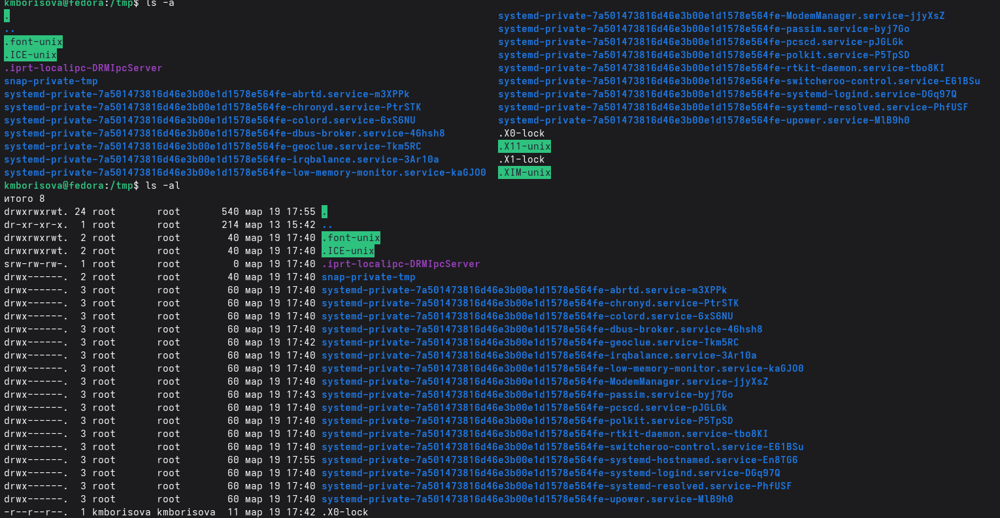 kmborisova@fedora:/tmp$ ls -a
. systemd-private-7a501473816d46e3b00e1d1578e564fe-ModemManager.service-jjyXsZ
.. systemd-private-7a501473816d46e3b00e1d1578e564fe-passim.service-byj7Go
.font-unix systemd-private-7a501473816d46e3b00e1d1578e564fe-pcscd.service-pJGLGk
.ICE-unix systemd-private-7a501473816d46e3b00e1d1578e564fe-polkit.service-P5TpSD
.iprt-localipc-DRMIpcServer systemd-private-7a501473816d46e3b00e1d1578e564fe-rtkit-daemon.service-tbo8KI
snap-private-tmp systemd-private-7a501473816d46e3b00e1d1578e564fe-switcheroo-control.service-E61BSu
systemd-private-7a501473816d46e3b00e1d1578e564fe-abrtd.service-m3XPPk systemd-private-7a501473816d46e3b00e1d1578e564fe-systemd-logind.service-DGq97Q
systemd-private-7a501473816d46e3b00e1d1578e564fe-chronyd.service-PtrSTK systemd-private-7a501473816d46e3b00e1d1578e564fe-systemd-resolved.service-PhfUSF
systemd-private-7a501473816d46e3b00e1d1578e564fe-colord.service-6xS6NU systemd-private-7a501473816d46e3b00e1d1578e564fe-upower.service-MlB9h0
systemd-private-7a501473816d46e3b00e1d1578e564fe-dbus-broker.service-46hsh8 .X0-lock
systemd-private-7a501473816d46e3b00e1d1578e564fe-geoclue.service-Tkm5RC .X11-unix
systemd-private-7a501473816d46e3b00e1d1578e564fe-irqbalance.service-3Ar10a .X1-lock
systemd-private-7a501473816d46e3b00e1d1578e564fe-low-memory-monitor.service-kaGJO0 .XIM-unix
kmborisova@fedora:/tmp$ ls -al
итого 8
drwxrwxrwt. 24 root root 540 мар 19 17:55 .
dr-xr-xr-x. 1 root root 214 мар 13 15:42 ..
drwxrwxrwt. 2 root root 40 мар 19 17:40 .font-unix
drwxrwxrwt. 2 root root 40 мар 19 17:40 .ICE-unix
srw-rw-rw-. 1 root root 0 мар 19 17:40 .iprt-localipc-DRMIpcServer
drwx------. 2 root root 40 мар 19 17:40 snap-private-tmp
drwx------. 3 root root 60 мар 19 17:40 systemd-private-7a501473816d46e3b00e1d1578e564fe-abrtd.service-m3XPPk
drwx------. 3 root root 60 мар 19 17:40 systemd-private-7a501473816d46e3b00e1d1578e564fe-chronyd.service-PtrSTK
drwx------. 3 root root 60 мар 19 17:40 systemd-private-7a501473816d46e3b00e1d1578e564fe-colord.service-6xS6NU
drwx------. 3 root root 60 мар 19 17:40 systemd-private-7a501473816d46e3b00e1d1578e564fe-dbus-broker.service-46hsh8
drwx------. 3 root root 60 мар 19 17:42 systemd-private-7a501473816d46e3b00e1d1578e564fe-geoclue.service-Tkm5RC
drwx------. 3 root root 60 мар 19 17:40 systemd-private-7a501473816d46e3b00e1d1578e564fe-irqbalance.service-3Ar10a
drwx------. 3 root root 60 мар 19 17:40 systemd-private-7a501473816d46e3b00e1d1578e564fe-low-memory-monitor.service-kaGJO0
drwx------. 3 root root 60 мар 19 17:40 systemd-private-7a501473816d46e3b00e1d1578e564fe-ModemManager.service-jjyXsZ
drwx------. 3 root root 60 мар 19 17:43 systemd-private-7a501473816d46e3b00e1d1578e564fe-passim.service-byj7Go
drwx------. 3 root root 60 мар 19 17:40 systemd-private-7a501473816d46e3b00e1d1578e564fe-pcscd.service-pJGLGk
drwx------. 3 root root 60 мар 19 17:40 systemd-private-7a501473816d46e3b00e1d1578e564fe-polkit.service-P5TpSD
drwx------. 3 root root 60 мар 19 17:40 systemd-private-7a501473816d46e3b00e1d1578e564fe-rtkit-daemon.service-tbo8KI
drwx------. 3 root root 60 мар 19 17:40 systemd-private-7a501473816d46e3b00e1d1578e564fe-switcheroo-control.service-E61BSu
drwx------. 3 root root 60 мар 19 17:55 systemd-private-7a501473816d46e3b00e1d1578e564fe-systemd-hostnamed.service-En8TG6
drwx------. 3 root root 60 мар 19 17:40 systemd-private-7a501473816d46e3b00e1d1578e564fe-systemd-logind.service-DGq97Q
drwx------. 3 root root 60 мар 19 17:40 systemd-private-7a501473816d46e3b00e1d1578e564fe-systemd-resolved.service-PhfUSF
drwx------. 3 root root 60 мар 19 17:40 systemd-private-7a501473816d46e3b00e1d1578e564fe-upower.service-MlB9h0
-r--r--r--. 1 kmborisova kmborisova 11 мар 19 17:42 .X0-lock